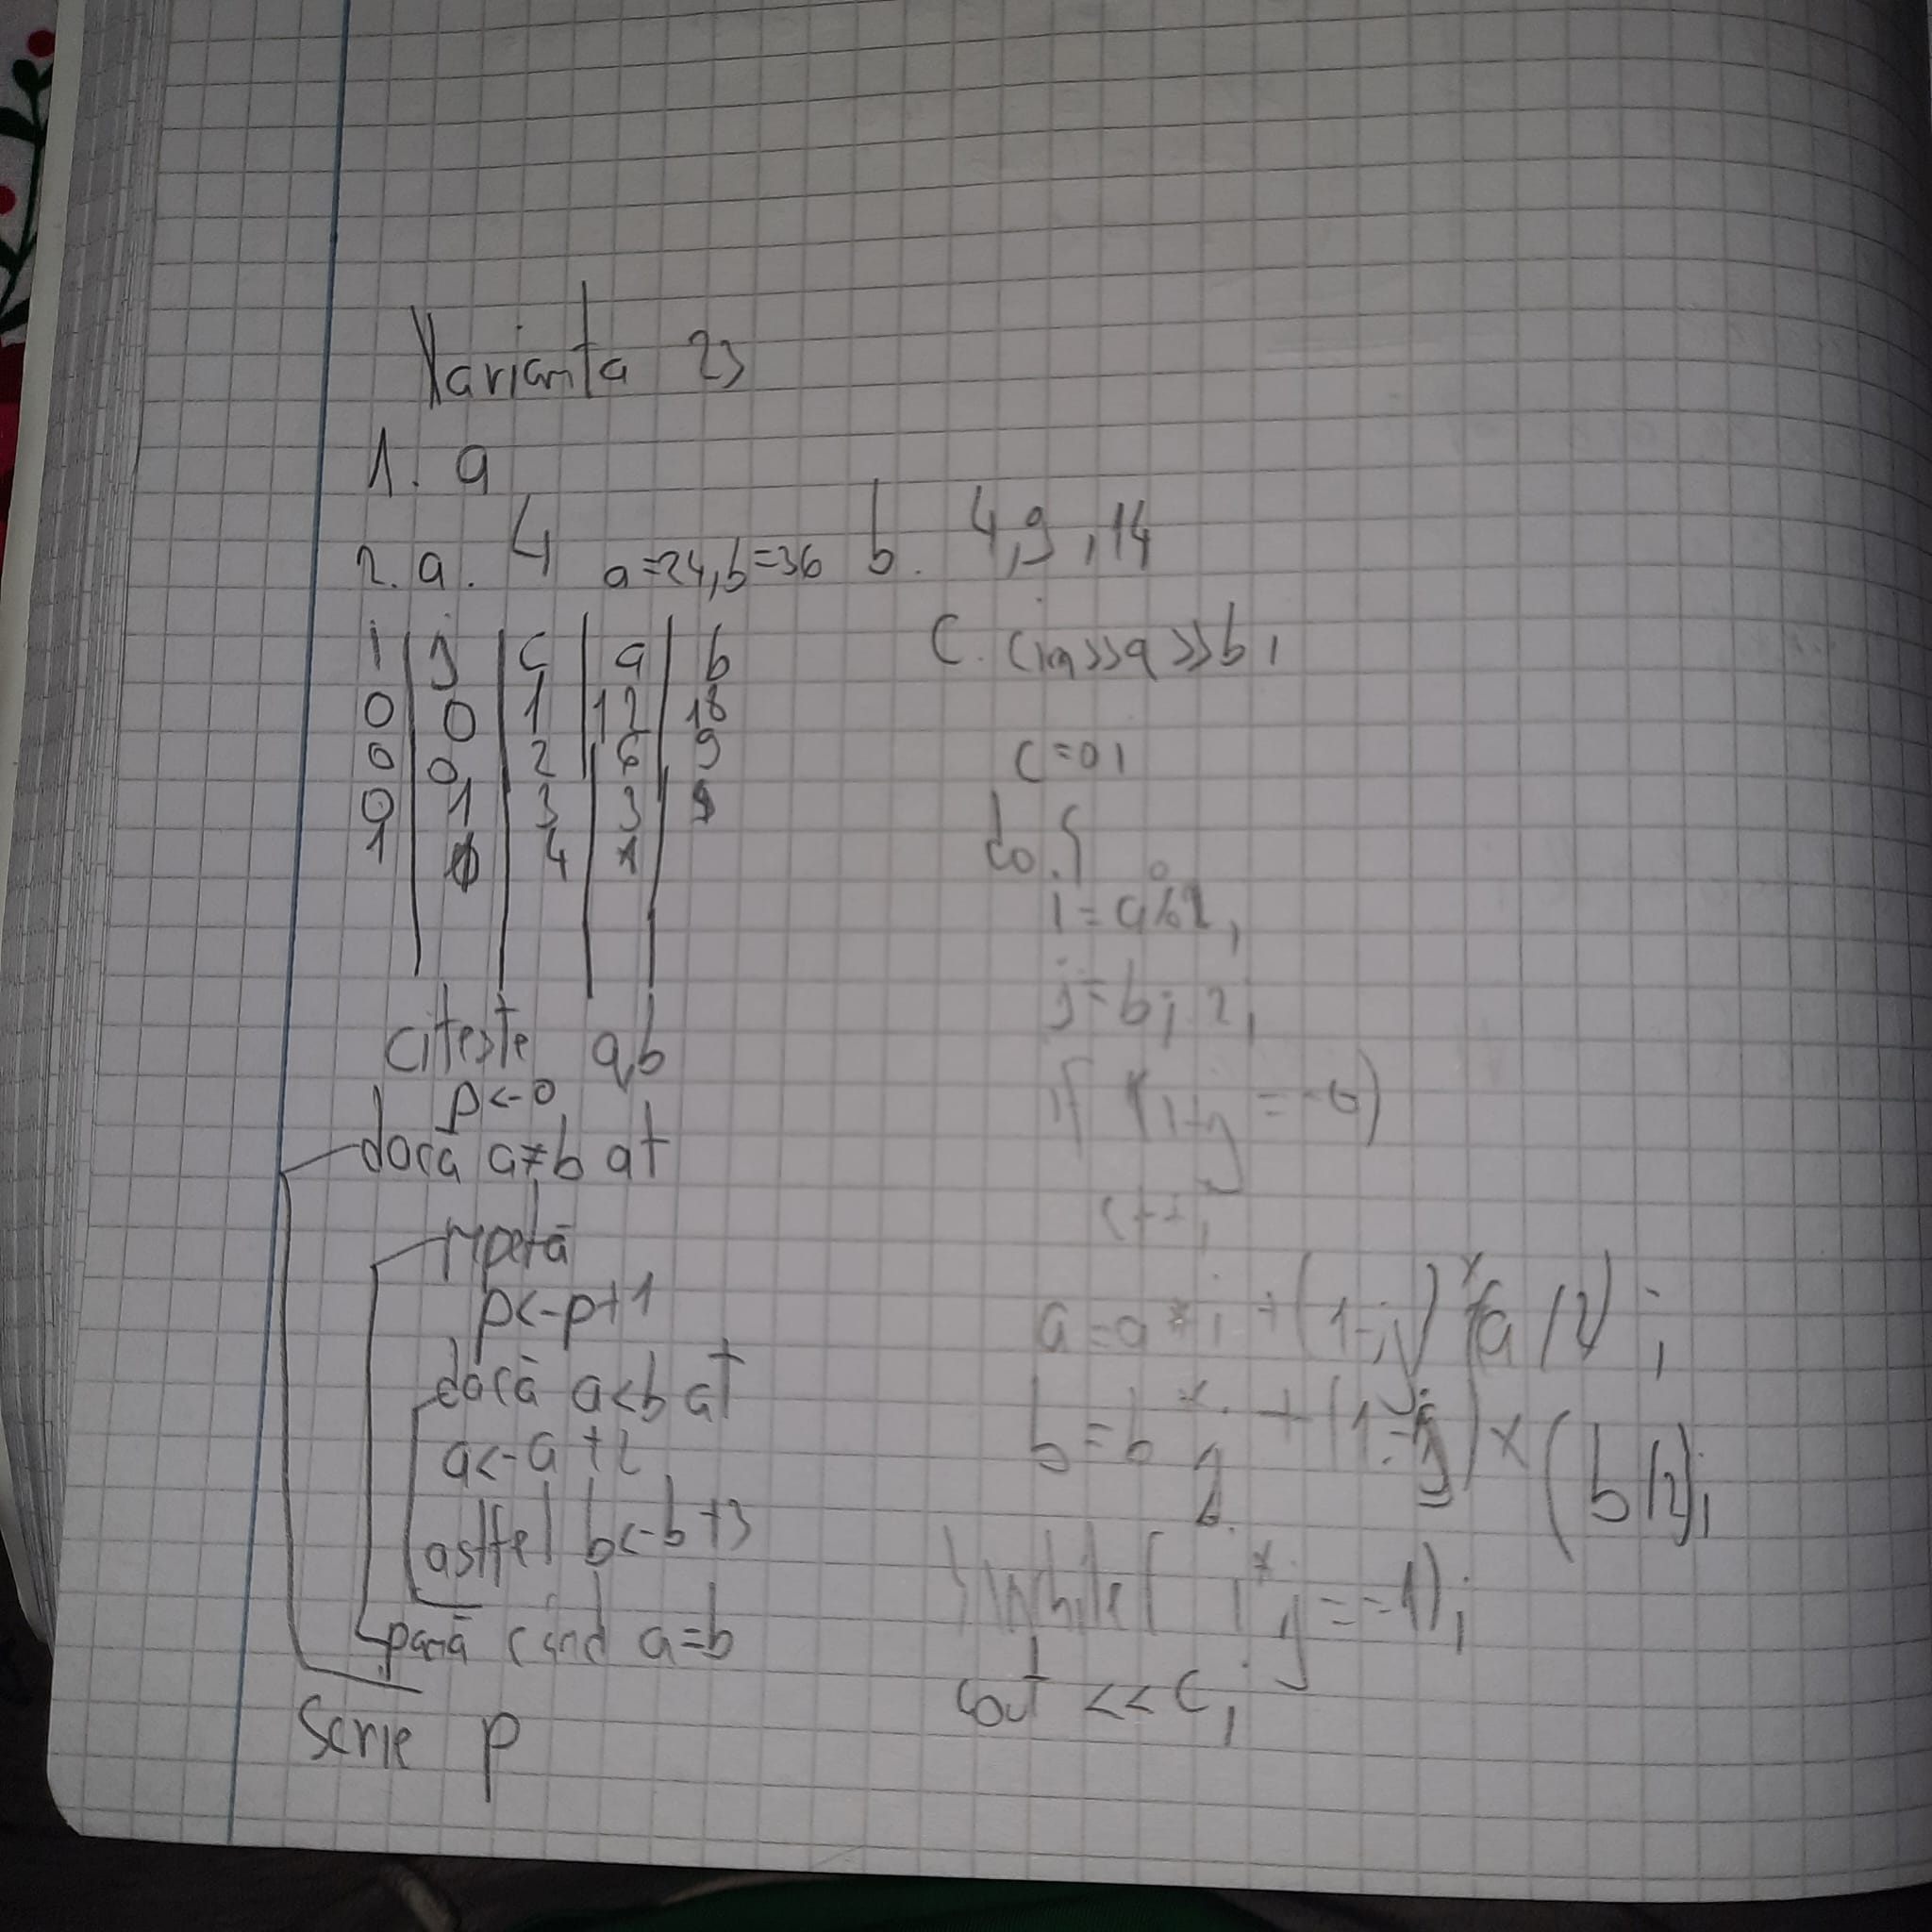 Varianta 23
1. a
2. a. 4 a=24, b=36 b. 4,9,14
i j c a b
0 0 1 12 18
0 0 2 6 9
0 1 3 3 9
1 4
citeste a,b
p<-0
dacă a≠b at
repetă
p<-p+1
dacă a<b at
a<-a+2
astfel b<-b+3
până când a=b
Scrie p
C. cin>>a>>b;
c=0;
do {
i=a%2;
j=b% 2;
if (i+j ==0)
c++;
a=a*i+(1-i)*(a/2);
b=b*j+(1-j)*(b/2);
}while( i*j==1);
cout <<c;